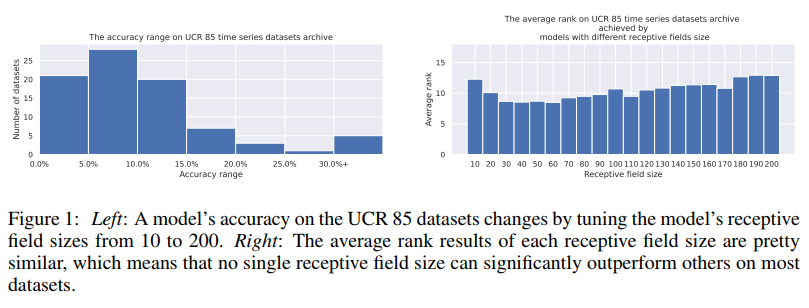 The accuracy range on UCR 85 time series datasets archive
Number of datasets
25
20
15
10
5
0
0.0% 5.0% 10.0% 15.0% 20.0% 25.0% 30.0%+
Accuracy range
The average rank on UCR 85 time series datasets archive
achieved by
models with different receptive fields size
Average rank
15
10
5
0
10 20 30 40 50 60 70 80 90 100 110 120 130 140 150 160 170 180 190 200
Receptive field size
Figure 1: Left: A model's accuracy on the UCR 85 datasets changes by tuning the model's receptive
field sizes from 10 to 200. Right: The average rank results of each receptive field size are pretty
similar, which means that no single receptive field size can significantly outperform others on most
datasets.